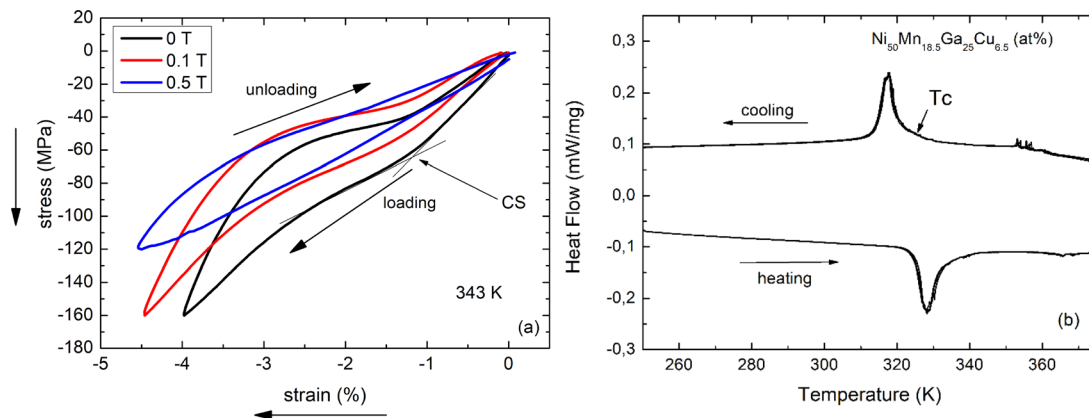 0 T
0.1 T
0.5 T
unloading
loading
CS
343 K
(a)
20
0
-20
-40
-60
-80
-100
-120
-140
-160
-180
stress (MPa)
-5 -4 -3 -2 -1 0
strain (%)
Ni50Mn18.5Ga25Cu6.5 (at%)
Tc
cooling
heating
(b)
0,3
0,2
0,1
0,0
-0,1
-0,2
-0,3
Heat Flow (mW/mg)
260 280 300 320 340 360
Temperature (K)